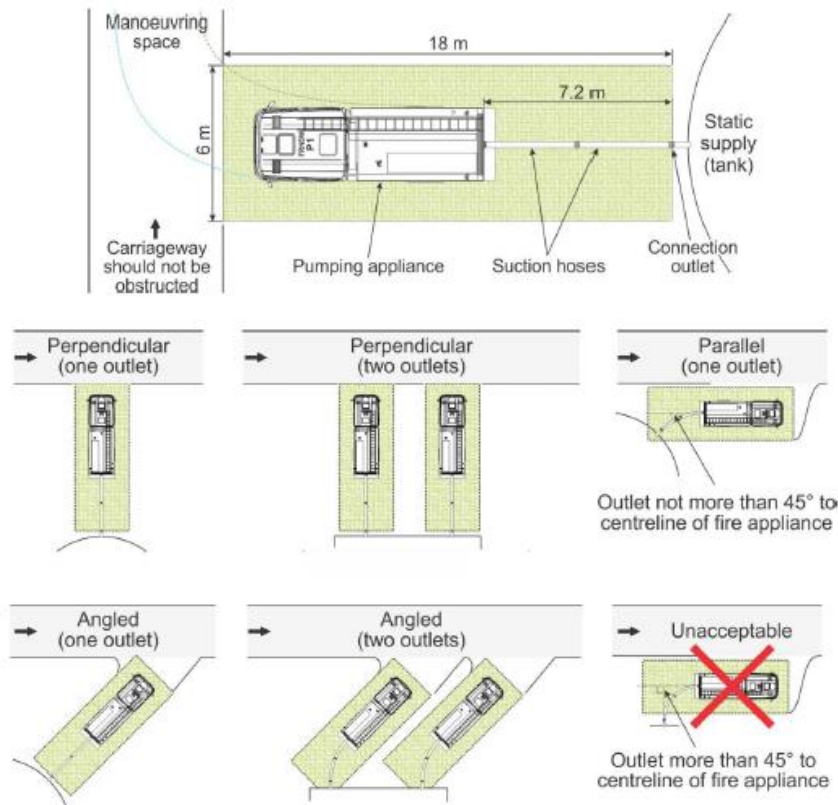 Manoeuvring
space
18 m
7.2 m
6 m
Static
supply
(tank)
P1
Carriageway
should not be
obstructed
Pumping appliance
Suction hoses
Connection
outlet
Perpendicular
(one outlet)
Perpendicular
(two outlets)
Parallel
(one outlet)
Outlet not more than 45° to
centreline of fire appliance
Angled
(one outlet)
Angled
(two outlets)
Unacceptable
Outlet more than 45° to
centreline of fire appliance